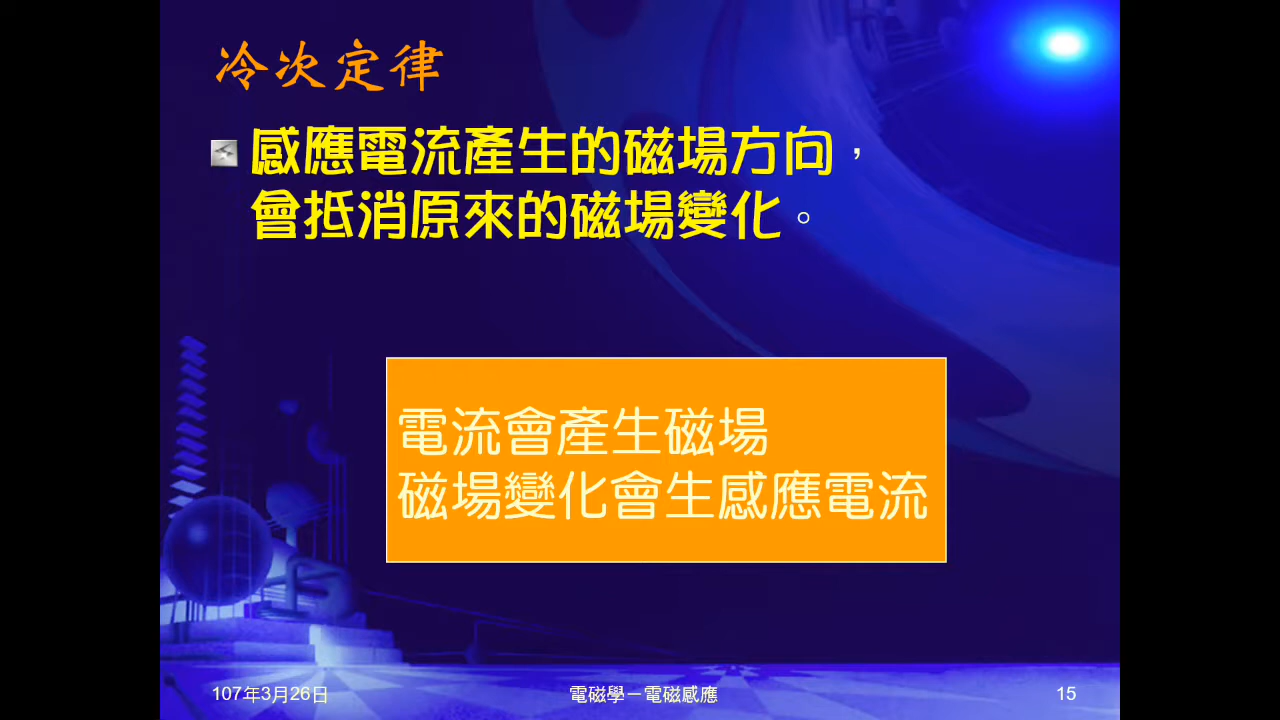 冷次定律
感應電流產生的磁場方向，
會抵消原來的磁場變化。
電流會產生磁場
磁場變化會生感應電流
107年3月26日
電磁學－電磁感應
15